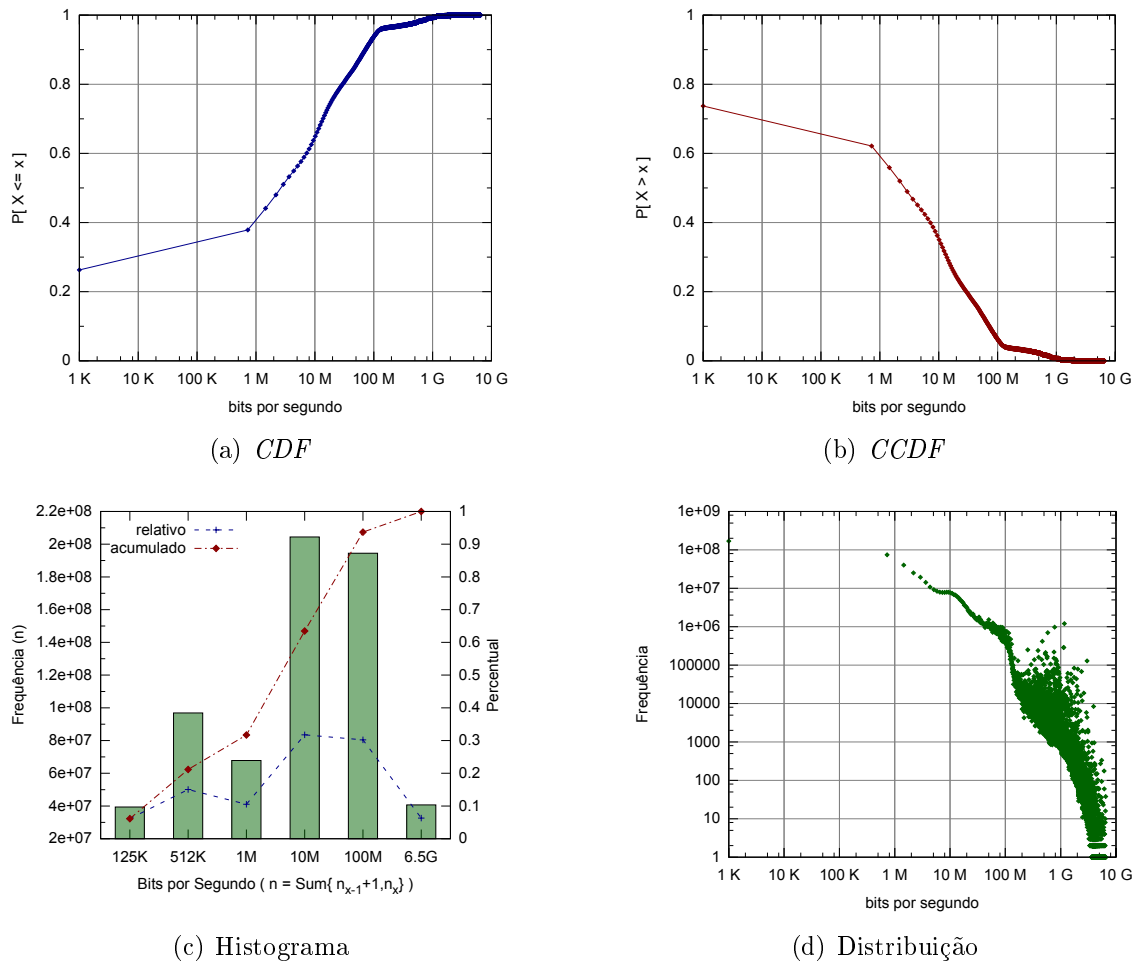 1
0.8
0.6
0.4
0.2
0
P[ X <= x ]
1 K 10 K 100 K 1 M 10 M 100 M 1 G 10 G
bits por segundo
(a) CDF
1
0.8
0.6
0.4
0.2
0
P[ X > x ]
1 K 10 K 100 K 1 M 10 M 100 M 1 G 10 G
bits por segundo
(b) CCDF
2.2e+08
2e+08
1.8e+08
1.6e+08
1.4e+08
1.2e+08
1e+08
8e+07
6e+07
4e+07
2e+07
Frequência (n)
relativo
acumulado
1
0.9
0.8
0.7
0.6
0.5
0.4
0.3
0.2
0.1
0
Percentual
125K 512K 1M 10M 100M 6.5G
Bits por Segundo ( n = Sum{ n_{x-1}+1,n_x} )
(c) Histograma
1e+09
1e+08
1e+07
1e+06
100000
10000
1000
100
10
1
Frequência
1 K 10 K 100 K 1 M 10 M 100 M 1 G 10 G
bits por segundo
(d) Distribuição